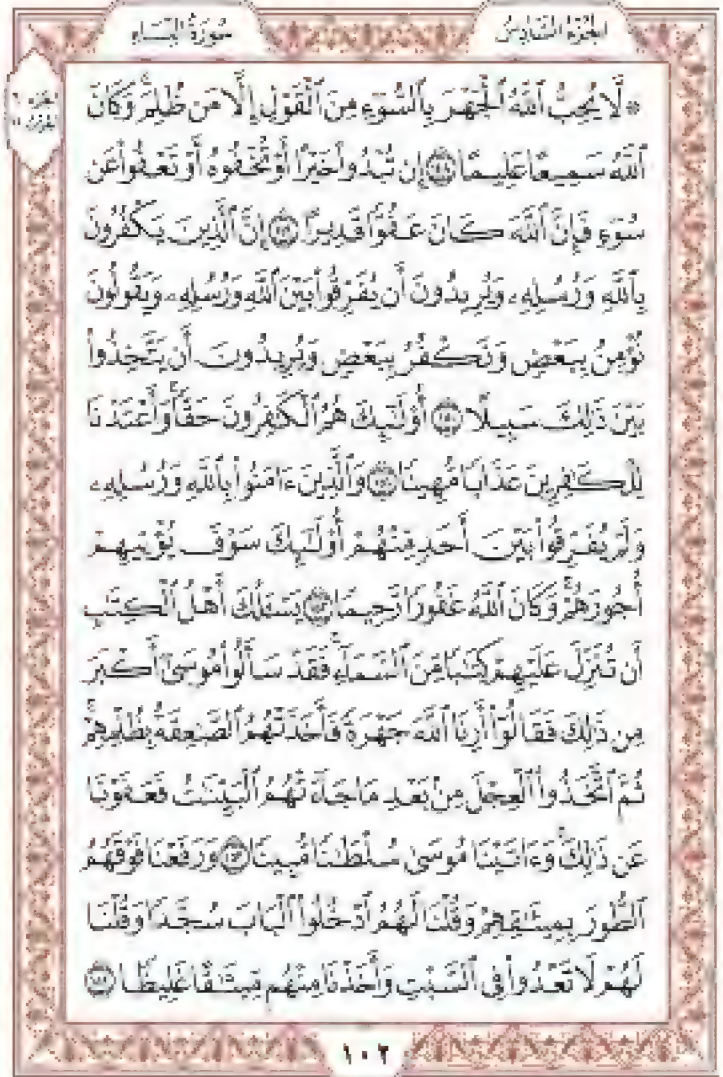 الجزء السادس
سورة النساء
۞ لَّا يُحِبُّ ٱللَّهُ ٱلْجَهْرَ بِٱلسُّوٓءِ مِنَ ٱلْقَوْلِ إِلَّا مَن ظُلِمَ ۚ وَكَانَ
ٱللَّهُ سَمِيعًا عَلِيمًا ١٤٨ إِن تُبْدُوا۟ خَيْرًا أَوْ تُخْفُوهُ أَوْ تَعْفُوا۟ عَن
سُوٓءٍ فَإِنَّ ٱللَّهَ كَانَ عَفُوًّا قَدِيرًا ١٤٩ إِنَّ ٱلَّذِينَ يَكْفُرُونَ
بِٱللَّهِ وَرُسُلِهِۦ وَيُرِيدُونَ أَن يُفَرِّقُوا۟ بَيْنَ ٱللَّهِ وَرُسُلِهِۦ وَيَقُولُونَ
نُؤْمِنُ بِبَعْضٍ وَنَكْفُرُ بِبَعْضٍ وَيُرِيدُونَ أَن يَتَّخِذُوا۟
بَيْنَ ذَٰلِكَ سَبِيلًا ١٥٠ أُو۟لَـٰٓئِكَ هُمُ ٱلْكَـٰفِرُونَ حَقًّا ۚ وَأَعْتَدْنَا
لِلْكَـٰفِرِينَ عَذَابًا مُّهِينًا ١٥١ وَٱلَّذِينَ ءَامَنُوا۟ بِٱللَّهِ وَرُسُلِهِۦ
وَلَمْ يُفَرِّقُوا۟ بَيْنَ أَحَدٍ مِّنْهُمْ أُو۟لَـٰٓئِكَ سَوْفَ يُؤْتِيهِمْ
أُجُورَهُمْ ۗ وَكَانَ ٱللَّهُ غَفُورًا رَّحِيمًا ١٥٢ يَسْـَٔلُكَ أَهْلُ ٱلْكِتَـٰبِ
أَن تُنَزِّلَ عَلَيْهِمْ كِتَـٰبًا مِّنَ ٱلسَّمَآءِ ۚ فَقَدْ سَأَلُوا۟ مُوسَىٰٓ أَكْبَرَ
مِن ذَٰلِكَ فَقَالُوٓا۟ أَرِنَا ٱللَّهَ جَهْرَةً فَأَخَذَتْهُمُ ٱلصَّـٰعِقَةُ بِظُلْمِهِمْ ۚ
ثُمَّ ٱتَّخَذُوا۟ ٱلْعِجْلَ مِنۢ بَعْدِ مَا جَآءَتْهُمُ ٱلْبَيِّنَـٰتُ فَعَفَوْنَا
عَن ذَٰلِكَ ۚ وَءَاتَيْنَا مُوسَىٰ سُلْطَـٰنًا مُّبِينًا ١٥٣ وَرَفَعْنَا فَوْقَهُمُ
ٱلطُّورَ بِمِيثَـٰقِهِمْ وَقُلْنَا لَهُمُ ٱدْخُلُوا۟ ٱلْبَابَ سُجَّدًا وَقُلْنَا
لَهُمْ لَا تَعْدُوا۟ فِى ٱلسَّبْتِ وَأَخَذْنَا مِنْهُم مِّيثَـٰقًا غَلِيظًا ١٥٤
١٠٢